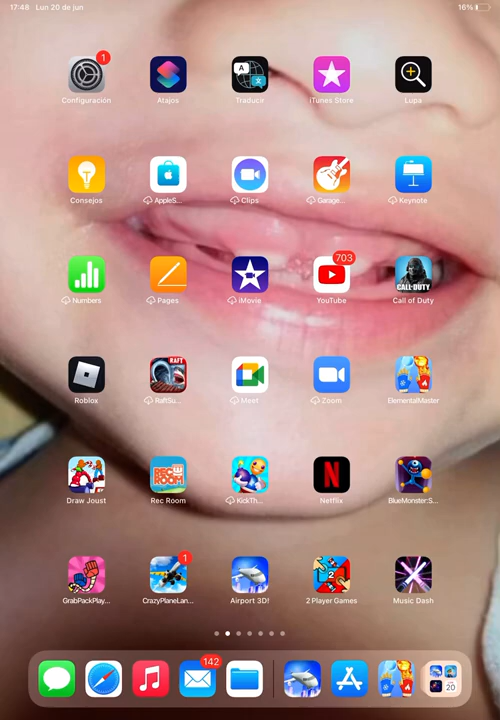 17:48 Lun 20 de jun 16%
1
Configuración Atajos Traducir iTunes Store Lupa
Consejos AppleS... Clips Garage... Keynote
703
CALL·DUTY
Numbers Pages iMovie YouTube Call of Duty
RAFT
Roblox RaftSu... Meet Zoom ElementalMaster
REC ROOM
N
Draw Joust Rec Room KickTh... Netflix BlueMonster:S...
1
2
GrabPackPlay... CrazyPlaneLan... Airport 3D! 2 Player Games Music Dash
142
20